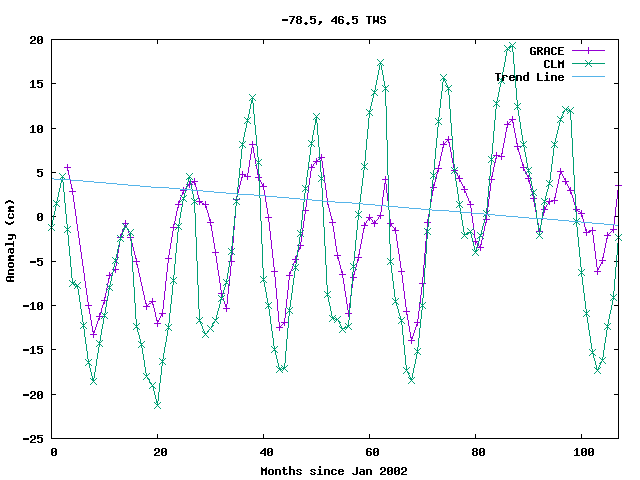 -78.5, 46.5 TWS
GRACE
CLM
Trend Line
20
15
10
5
0
-5
-10
-15
-20
-25
Anomaly (cm)
0 20 40 60 80 100
Months since Jan 2002